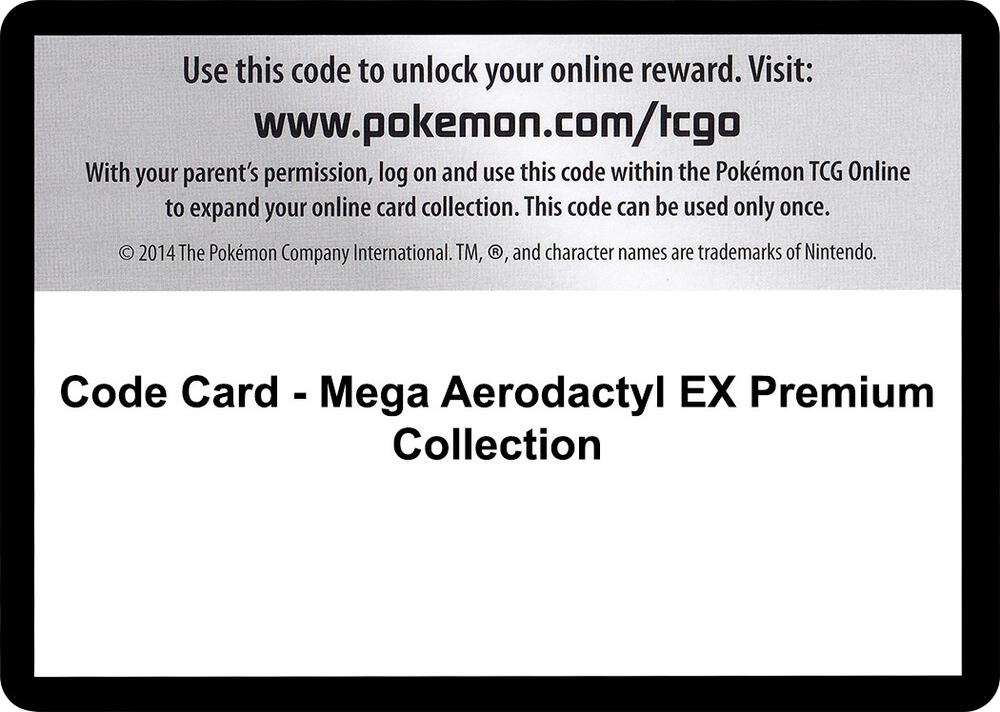 Use this code to unlock your online reward. Visit:
www.pokemon.com/tcgo
With your parent's permission, log on and use this code within the Pokémon TCG Online
to expand your online card collection. This code can be used only once.
© 2014 The Pokémon Company International. TM, ®, and character names are trademarks of Nintendo.
Code Card - Mega Aerodactyl EX Premium
Collection